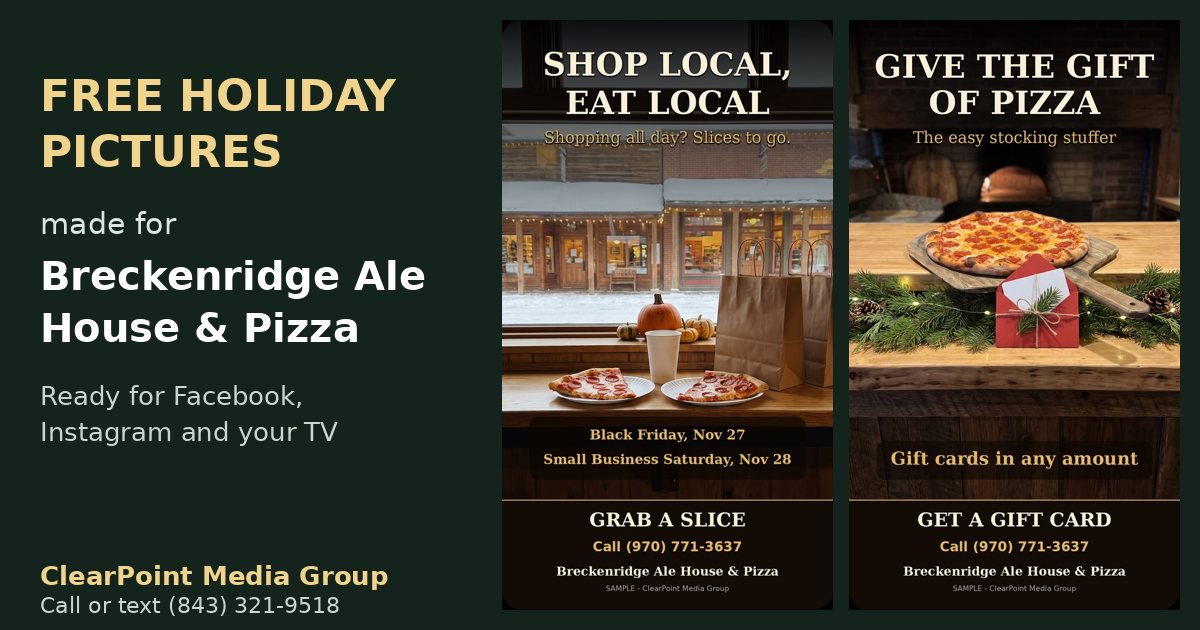 FREE HOLIDAY
PICTURES
made for
Breckenridge Ale
House & Pizza
Ready for Facebook,
Instagram and your TV
ClearPoint Media Group
Call or text (843) 321-9518
SHOP LOCAL,
EAT LOCAL
Shopping all day? Slices to go.
Black Friday, Nov 27
Small Business Saturday, Nov 28
GRAB A SLICE
Call (970) 771-3637
Breckenridge Ale House & Pizza
SAMPLE - ClearPoint Media Group
GIVE THE GIFT
OF PIZZA
The easy stocking stuffer
Gift cards in any amount
GET A GIFT CARD
Call (970) 771-3637
Breckenridge Ale House & Pizza
SAMPLE - ClearPoint Media Group